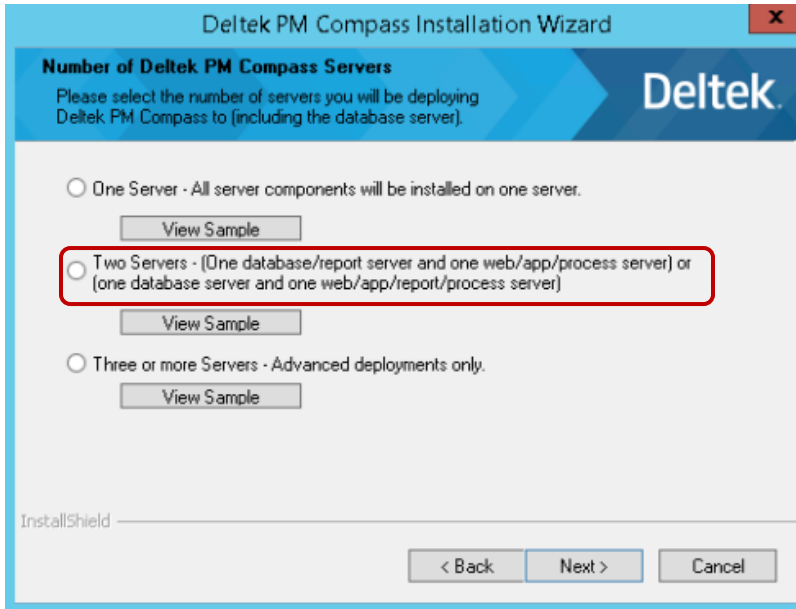 Deltek PM Compass Installation Wizard
x
Number of Deltek PM Compass Servers
Please select the number of servers you will be deploying
Deltek PM Compass to (including the database server).
Deltek.
One Server - All server components will be installed on one server.
View Sample
Two Servers - (One database/report server and one web/app/process server) or
(one database server and one web/app/report/process server)
View Sample
Three or more Servers - Advanced deployments only.
View Sample
InstallShield
< Back
Next >
Cancel